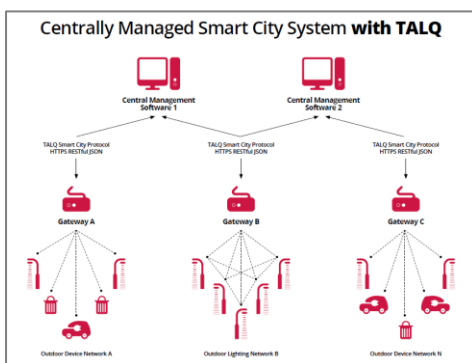 Centrally Managed Smart City System with TALQ
Central Management
Software 1
Central Management
Software 2
TALQ Smart City Protocol
HTTPS RESTful JSON
TALQ Smart City Protocol
HTTPS RESTful JSON
TALQ Smart City Protocol
HTTPS RESTful JSON
Gateway A
Gateway B
Gateway C
Outdoor Device Network A
Outdoor Lighting Network B
Outdoor Device Network N